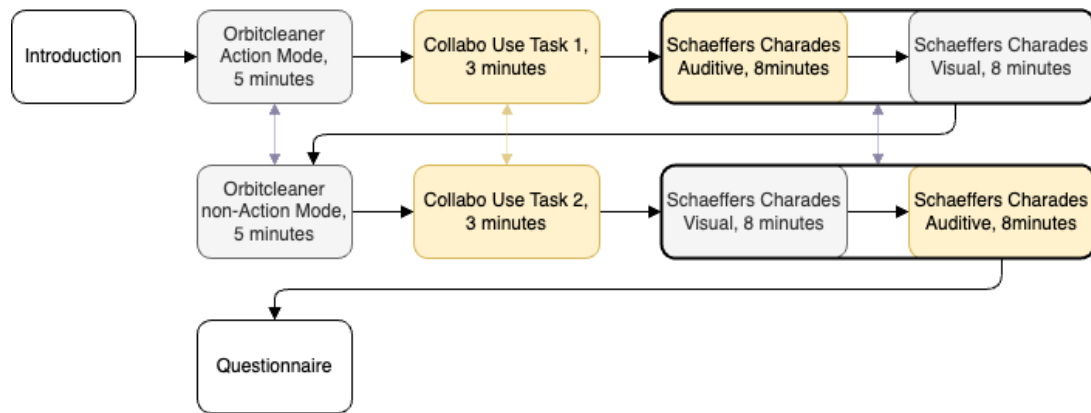 Introduction
Orbitcleaner
Action Mode,
5 minutes
Collabo Use Task 1,
3 minutes
Schaeffers Charades
Auditive, 8minutes
Schaeffers Charades
Visual, 8 minutes
Orbitcleaner
non-Action Mode,
5 minutes
Collabo Use Task 2,
3 minutes
Schaeffers Charades
Visual, 8 minutes
Schaeffers Charades
Auditive, 8minutes
Questionnaire